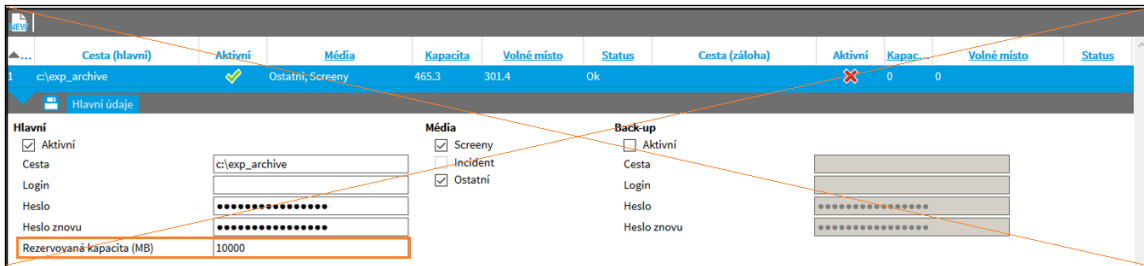 NEW
Cesta (hlavní) Aktivní Média Kapacita Volné místo Status Cesta (záloha) Aktivní Kapac... Volné místo Status
1 c:\exp_archive Ostatní, Screeny 465.3 301.4 Ok 0 0
Hlavní údaje
Hlavní Média Back-up
Aktivní Screeny Aktivní
Cesta c:\exp_archive Incident Cesta
Login Ostatní Login
Heslo •••••••••••••••• Heslo ••••••••••••••••
Heslo znovu •••••••••••••••• Heslo znovu ••••••••••••••••
Rezervovaná kapacita (MB) 10000